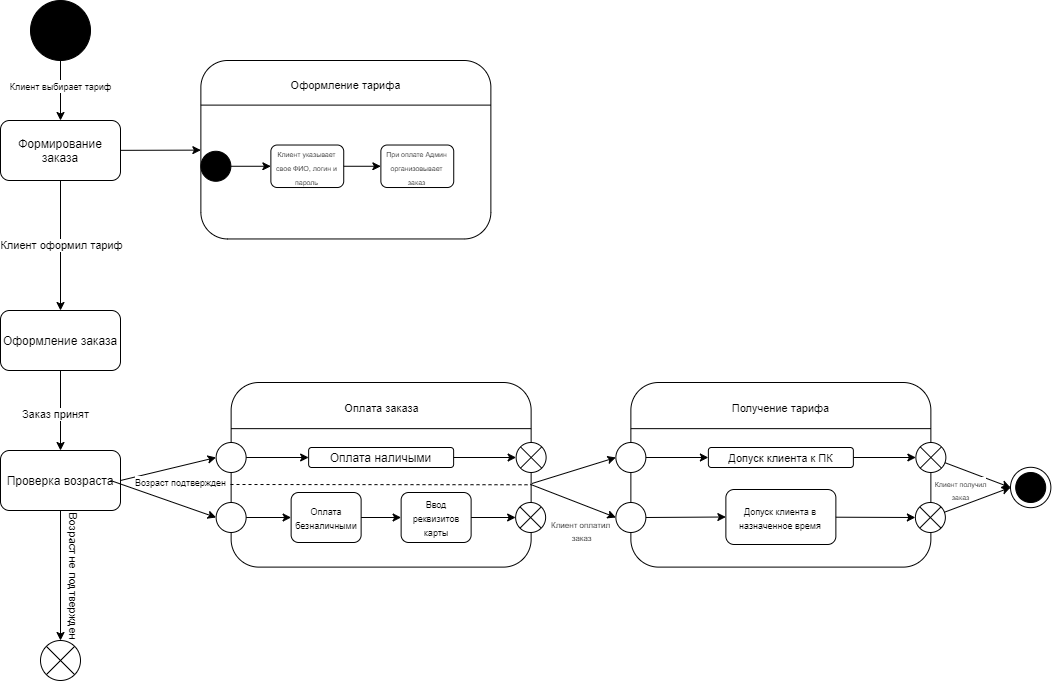 Клиент выбирает тариф
Формирование
заказа
Оформление тарифа
Клиент указывает
свое ФИО, логин и
пароль
При оплате Админ
организовывает
заказ
Клиент оформил тариф
Оформление заказа
Заказ принят
Проверка возраста
Возраст подтвержден
Возраст не подтвержден
Оплата заказа
Оплата наличыми
Оплата
безналичными
Ввод
реквизитов
карты
Клиент оплатил
заказ
Получение тарифа
Допуск клиента к ПК
Допуск клиента в
назначенное время
Клиент получил
заказ